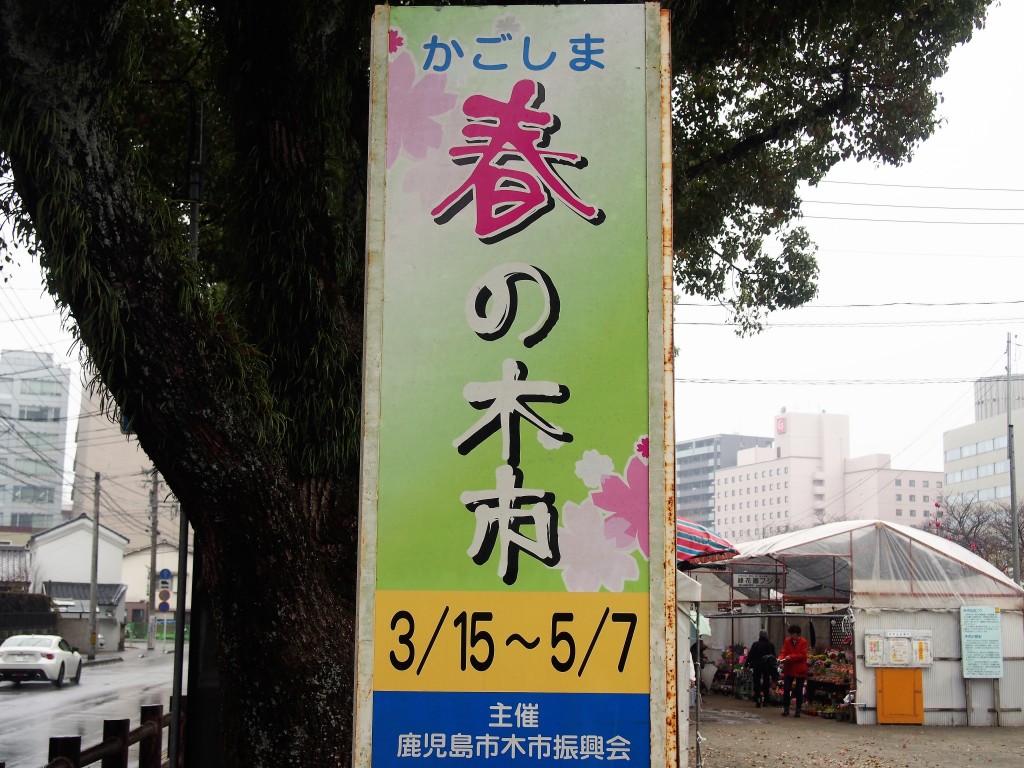 かごしま
春の木市
3/15～5/7
主催
鹿児島市木市振興会